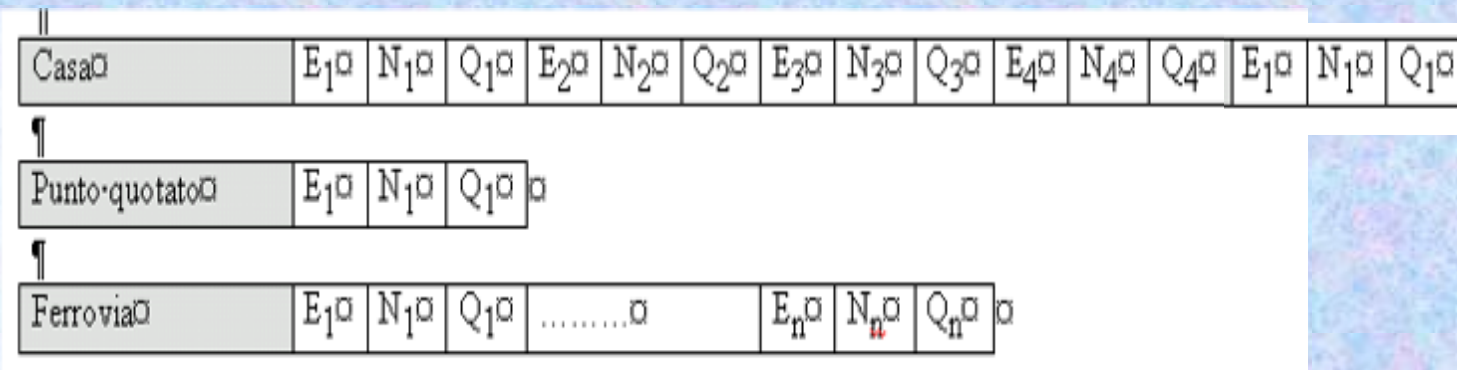 ¶
Casa¤ E₁¤ N₁¤ Q₁¤ E₂¤ N₂¤ Q₂¤ E₃¤ N₃¤ Q₃¤ E₄¤ N₄¤ Q₄¤ E₁¤ N₁¤ Q₁¤
¶
Punto·quotato¤ E₁¤ N₁¤ Q₁¤ ¤
¶
Ferrovia¤ E₁¤ N₁¤ Q₁¤ .........¤ Eₙ¤ Nₙ¤ Qₙ¤ ¤